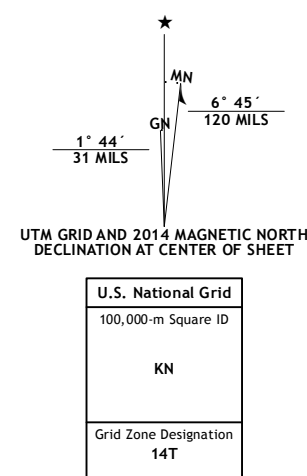 ★
MN
GN
6° 45´
120 MILS
1° 44´
31 MILS
UTM GRID AND 2014 MAGNETIC NORTH
DECLINATION AT CENTER OF SHEET
U.S. National Grid
100,000-m Square ID
KN
Grid Zone Designation
14T